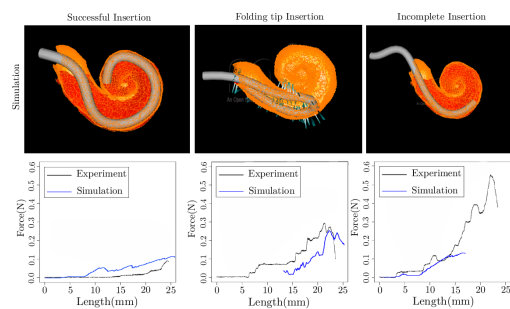 Successful Insertion
Folding tip Insertion
Incomplete Insertion
Simulation
An Open
Force(N)
0.0 0.1 0.2 0.3 0.4 0.5 0.6
Experiment
Simulation
0 5 10 15 20 25
Length(mm)
Force(N)
0.0 0.1 0.2 0.3 0.4 0.5 0.6
Experiment
Simulation
0 5 10 15 20 25
Length(mm)
Force(N)
0.0 0.1 0.2 0.3 0.4 0.5 0.6
Experiment
Simulation
0 5 10 15 20 25
Length(mm)